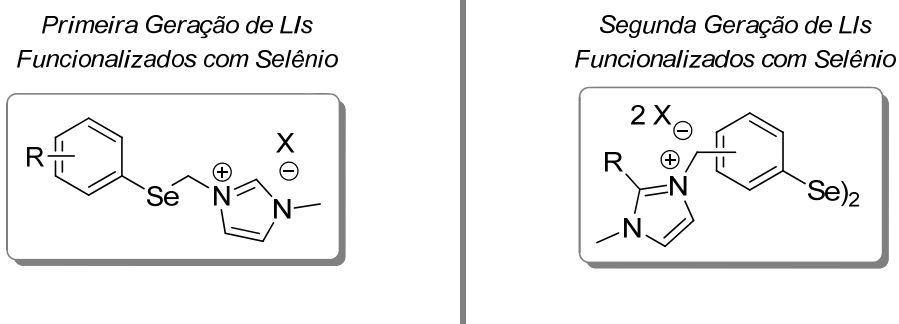 Primeira Geração de LIs
Funcionalizados com Selênio
R
Se
N
+
N
X
−
Segunda Geração de LIs
Funcionalizados com Selênio
2 X
−
R
+
N
N
Se)2